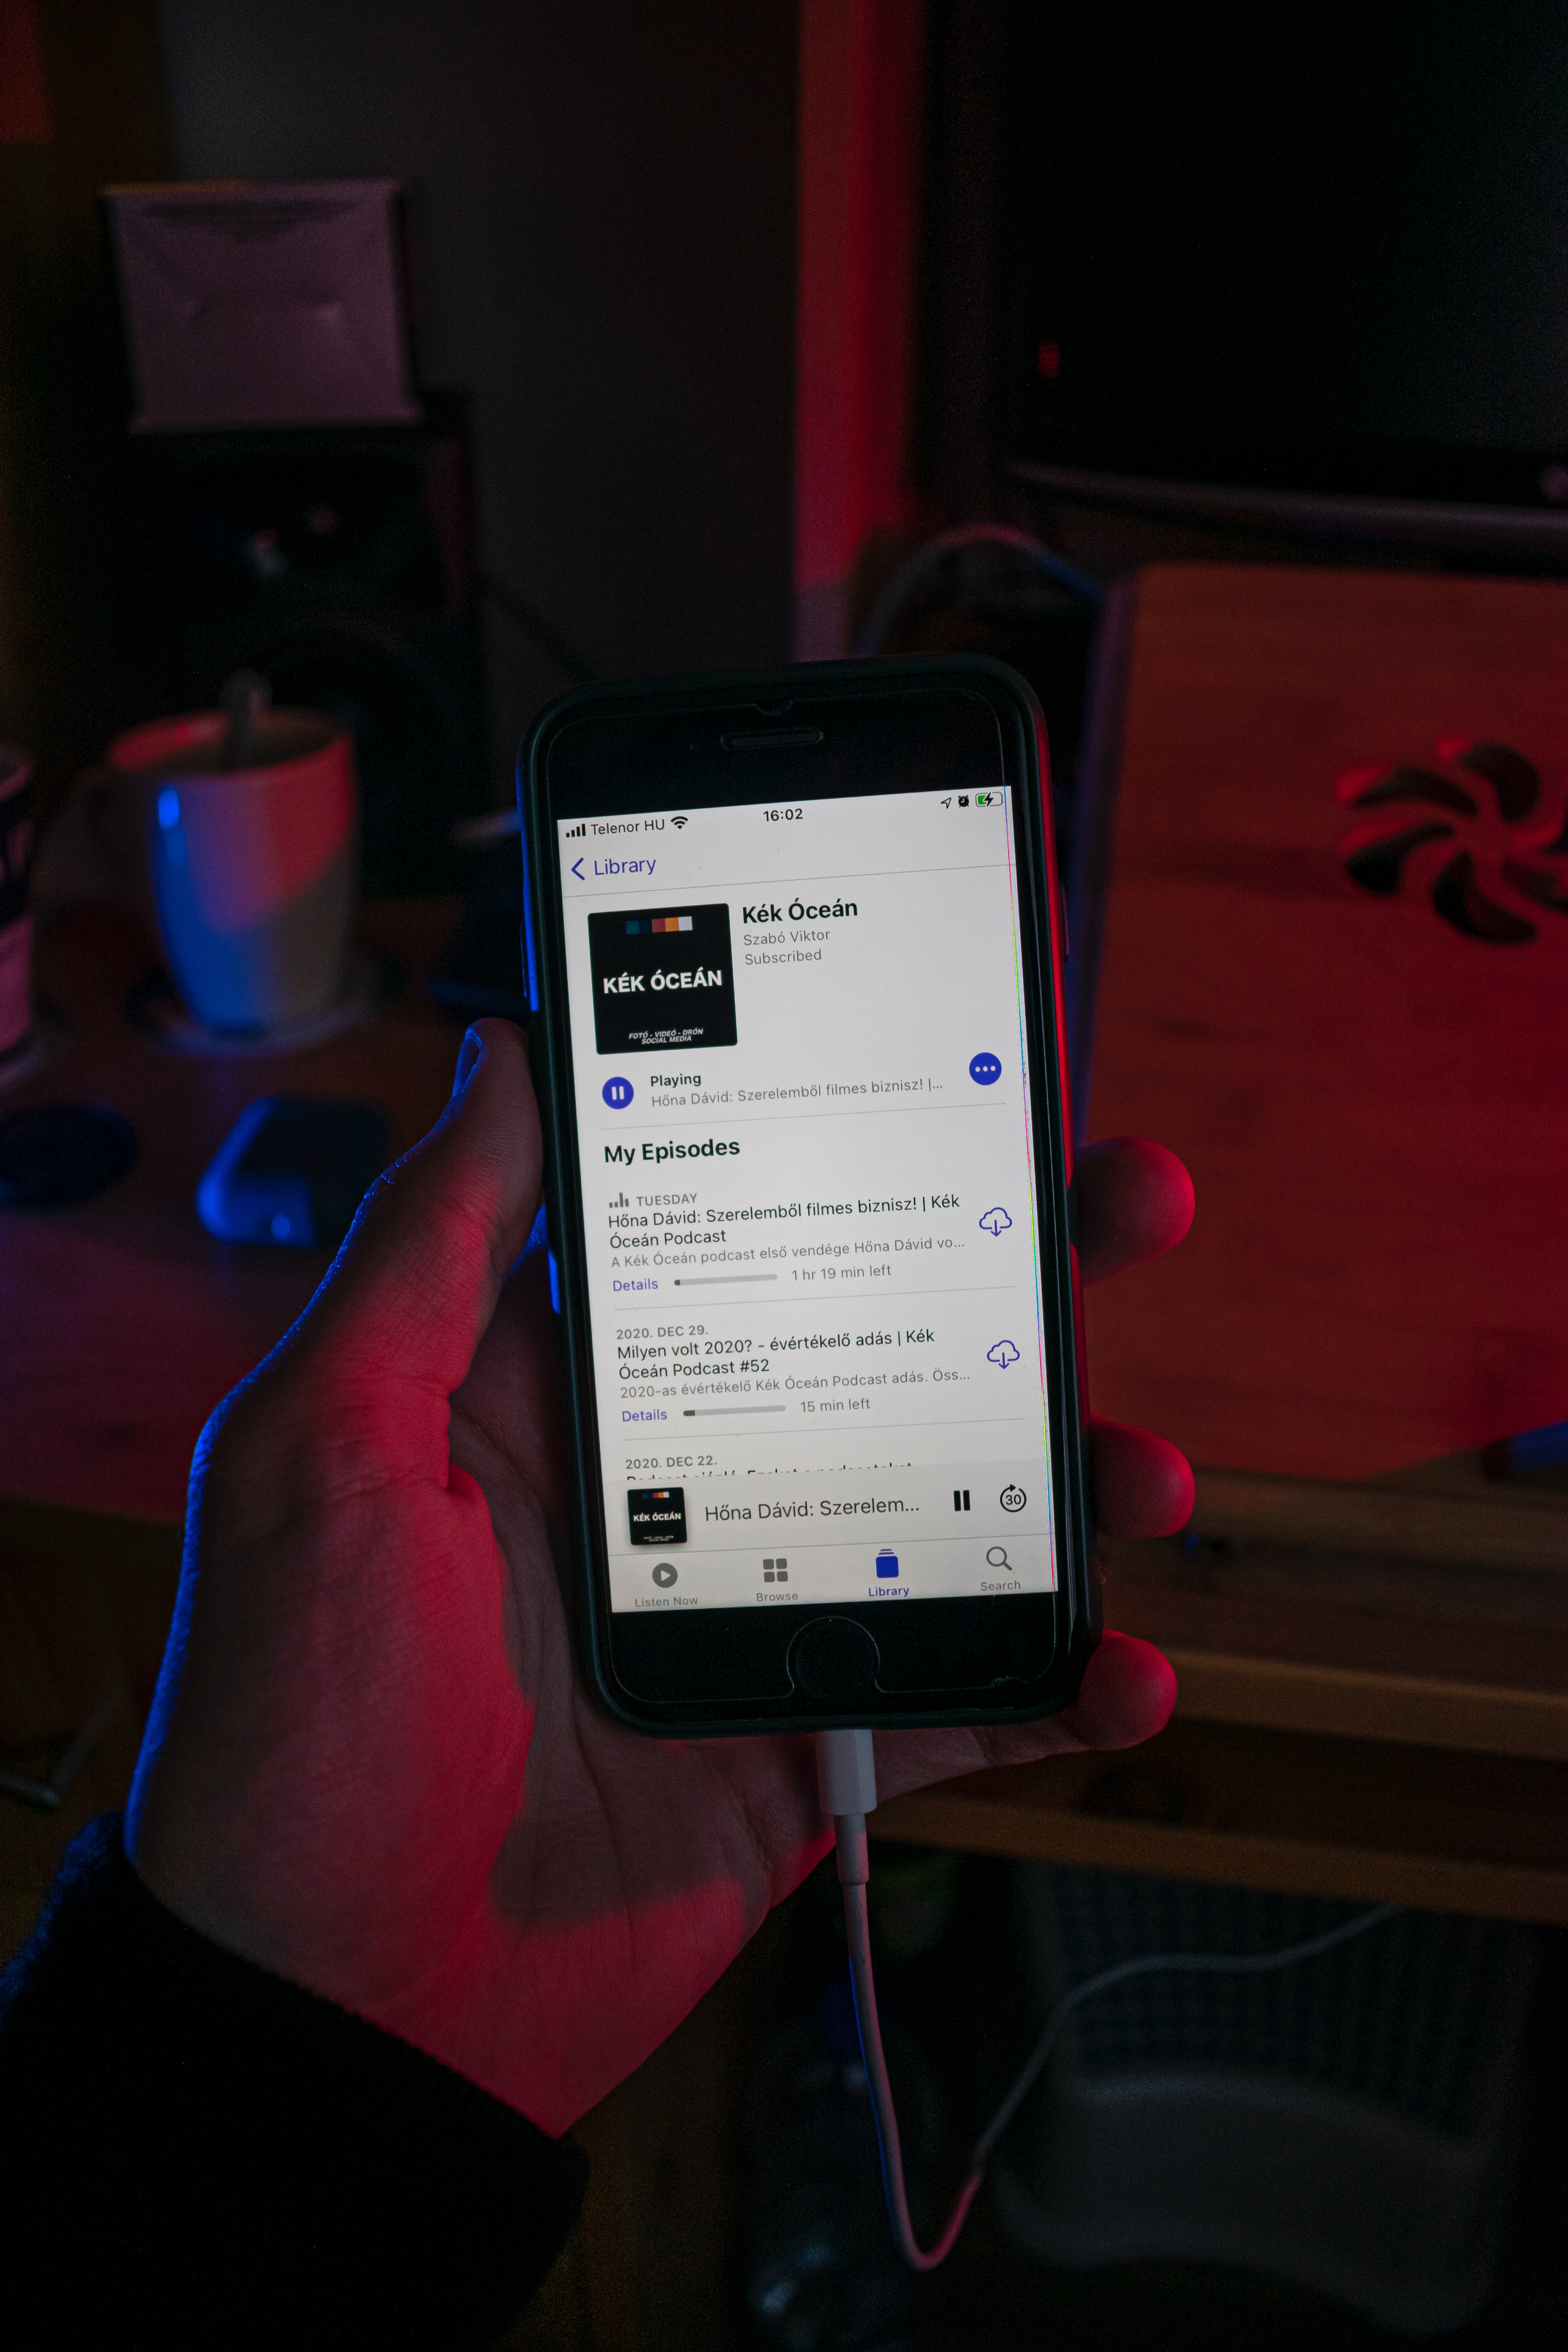 Telenor HU
16:02
Library
KÉK ÓCEÁN
FOTÓ - VIDEÓ - DRÓN
SOCIAL MEDIA
Kék Óceán
Szabó Viktor
Subscribed
Playing
Hőna Dávid: Szerelemből filmes biznisz! |...
My Episodes
TUESDAY
Hőna Dávid: Szerelemből filmes biznisz! | Kék
Óceán Podcast
A Kék Óceán podcast első vendége Hőna Dávid vo...
Details
1 hr 19 min left
2020. DEC 29.
Milyen volt 2020? - évértékelő adás | Kék
Óceán Podcast #52
2020-as évértékelő Kék Óceán Podcast adás. Öss...
Details
15 min left
2020. DEC 22.
KÉK ÓCEÁN
Hőna Dávid: Szerelem...
30
Listen Now
Browse
Library
Search